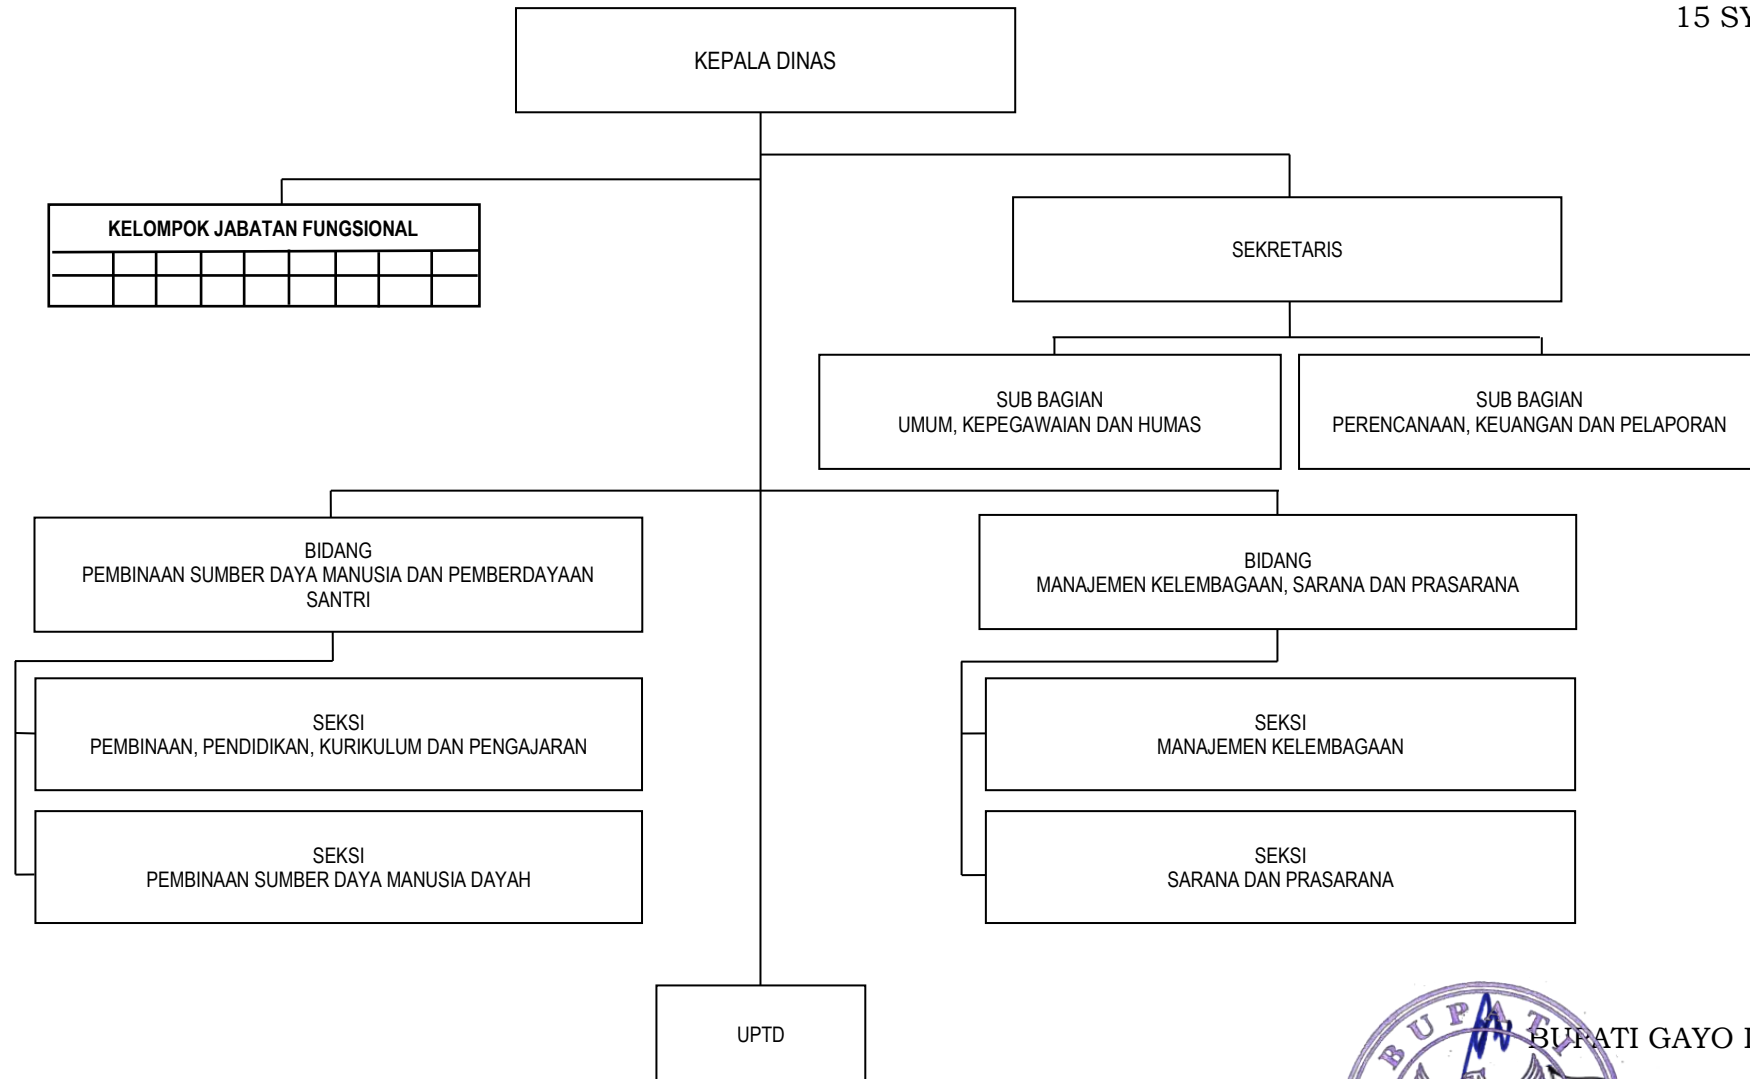 15 SY
KEPALA DINAS
KELOMPOK JABATAN FUNGSIONAL
SEKRETARIS
SUB BAGIAN
UMUM, KEPEGAWAIAN DAN HUMAS
SUB BAGIAN
PERENCANAAN, KEUANGAN DAN PELAPORAN
BIDANG
PEMBINAAN SUMBER DAYA MANUSIA DAN PEMBERDAYAAN
SANTRI
BIDANG
MANAJEMEN KELEMBAGAAN, SARANA DAN PRASARANA
SEKSI
PEMBINAAN, PENDIDIKAN, KURIKULUM DAN PENGAJARAN
SEKSI
MANAJEMEN KELEMBAGAAN
SEKSI
PEMBINAAN SUMBER DAYA MANUSIA DAYAH
SEKSI
SARANA DAN PRASARANA
UPTD
BUPATI
BUPATI GAYO